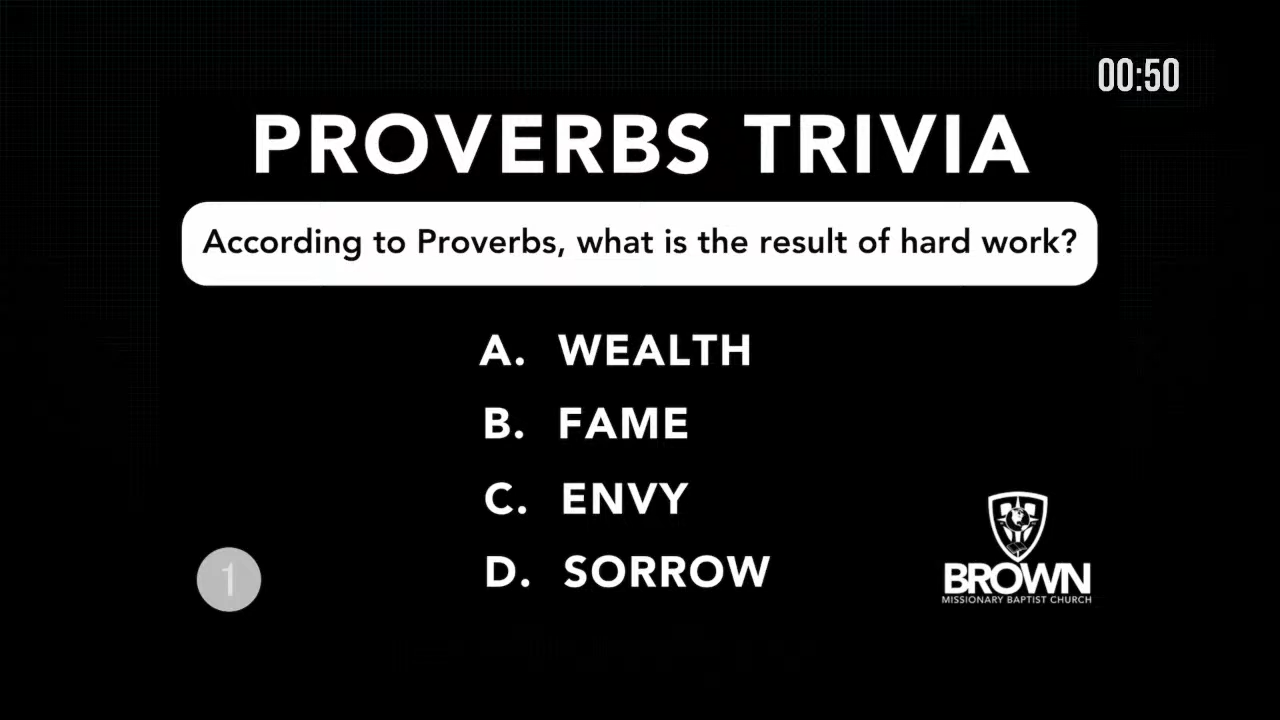 00:50
PROVERBS TRIVIA
According to Proverbs, what is the result of hard work?
A. WEALTH
B. FAME
C. ENVY
D. SORROW
1
BROWN
MISSIONARY BAPTIST CHURCH